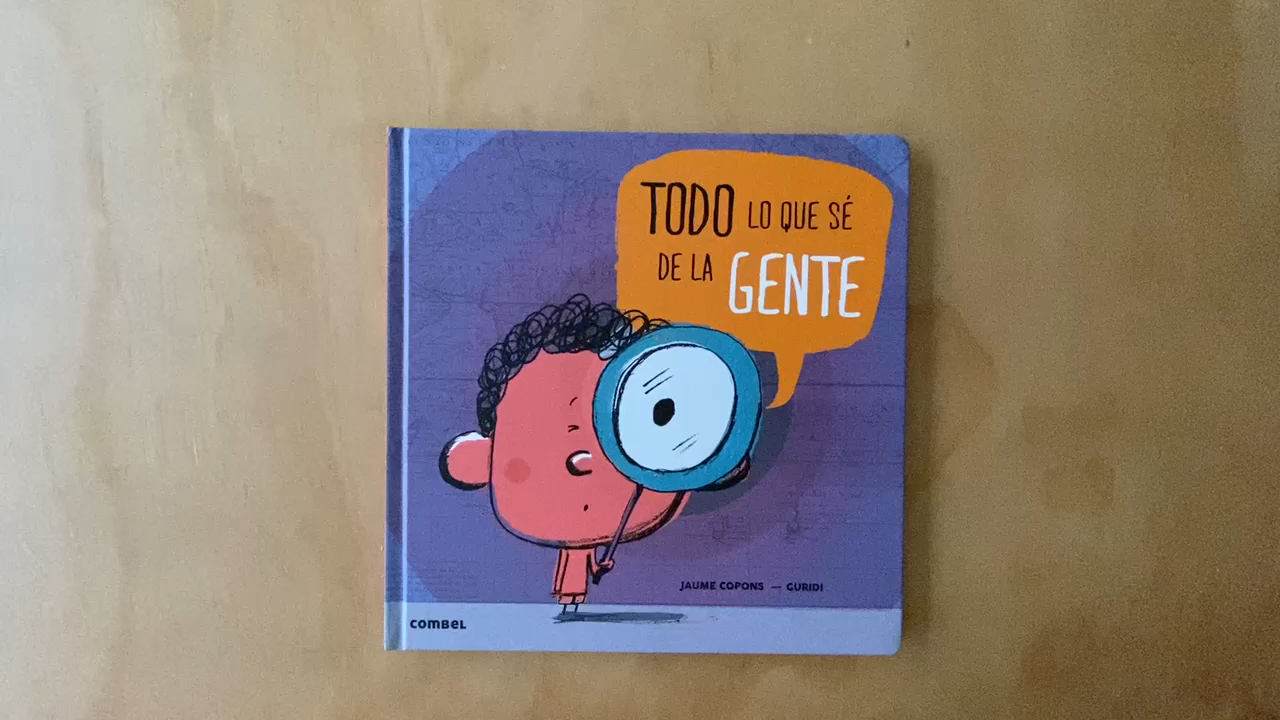 TODO LO QUE SÉ
DE LA GENTE
JAUME COPONS — GURIDI
COMBEL